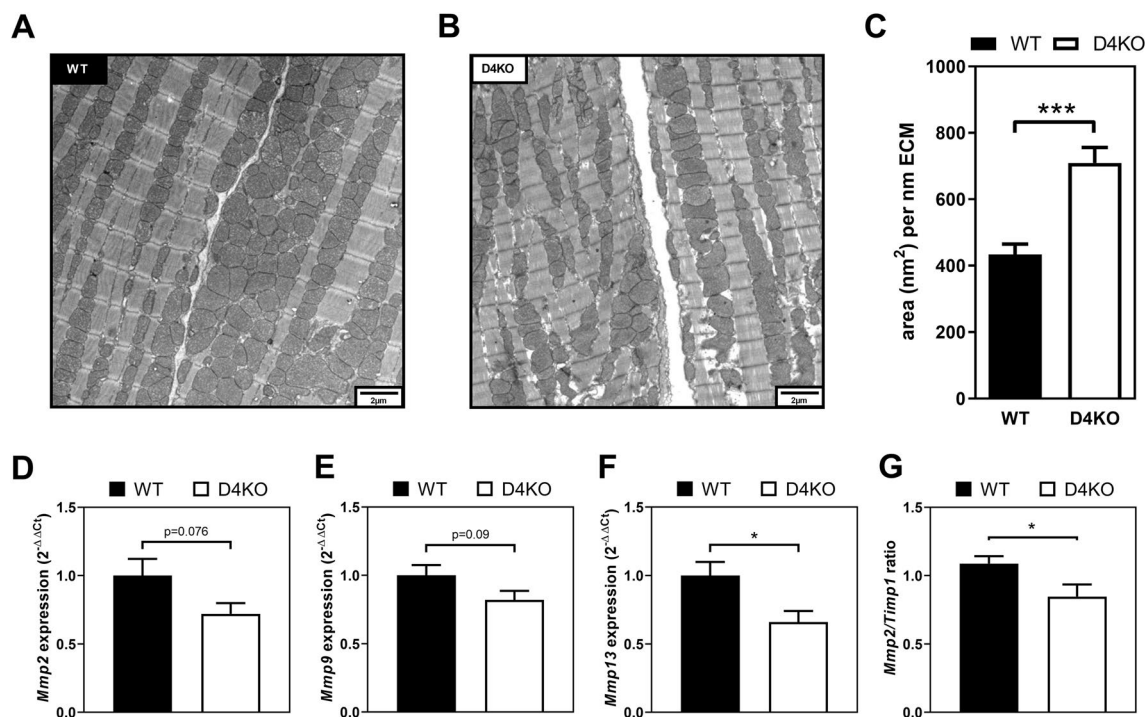 A
WT
2µm
B
D4KO
2µm
C
WT D4KO
area (nm²) per nm ECM
1000
800
600
400
200
0
***
WT D4KO
D
WT D4KO
Mmp2 expression (2^-ΔΔCt)
1.5
1.0
0.5
0.0
p=0.076
E
WT D4KO
Mmp9 expression (2^-ΔΔCt)
1.5
1.0
0.5
0.0
p=0.09
F
WT D4KO
Mmp13 expression (2^-ΔΔCt)
1.5
1.0
0.5
0.0
*
G
WT D4KO
Mmp2/Timp1 ratio
1.5
1.0
0.5
0.0
*